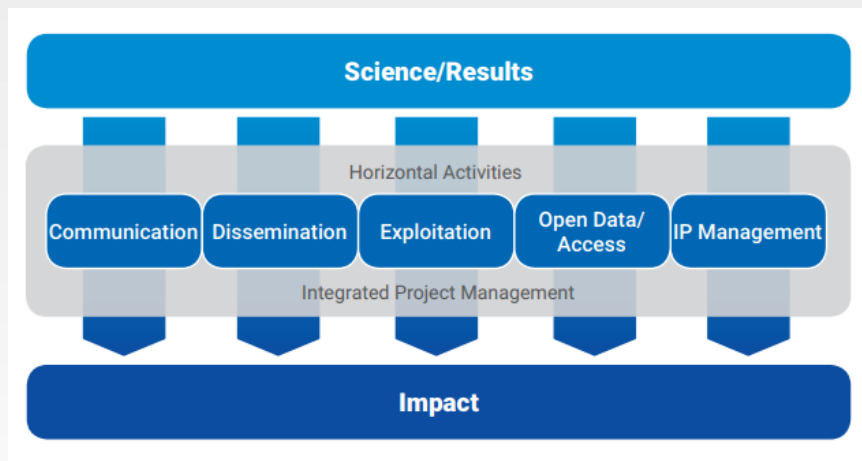 Science/Results
Horizontal Activities
Communication
Dissemination
Exploitation
Open Data/
Access
IP Management
Integrated Project Management
Impact